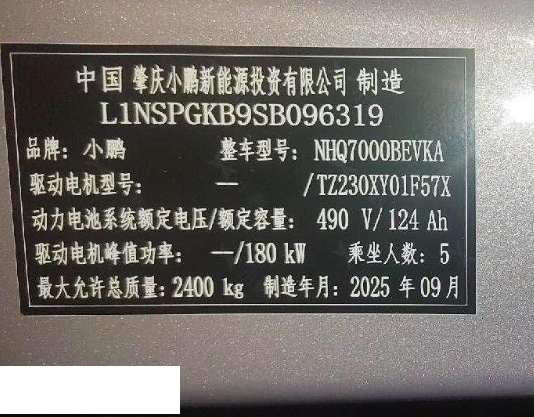 中国 肇庆小鹏新能源投资有限公司 制造
L1NSPGKB9SB096319
品牌：小鹏 整车型号：NHQ7000BEVKA
驱动电机型号： — /TZ230XY01F57X
动力电池系统额定电压/额定容量：490 V/124 Ah
驱动电机峰值功率： —/180 kW 乘坐人数：5
最大允许总质量：2400 kg 制造年月：2025 年 09 月